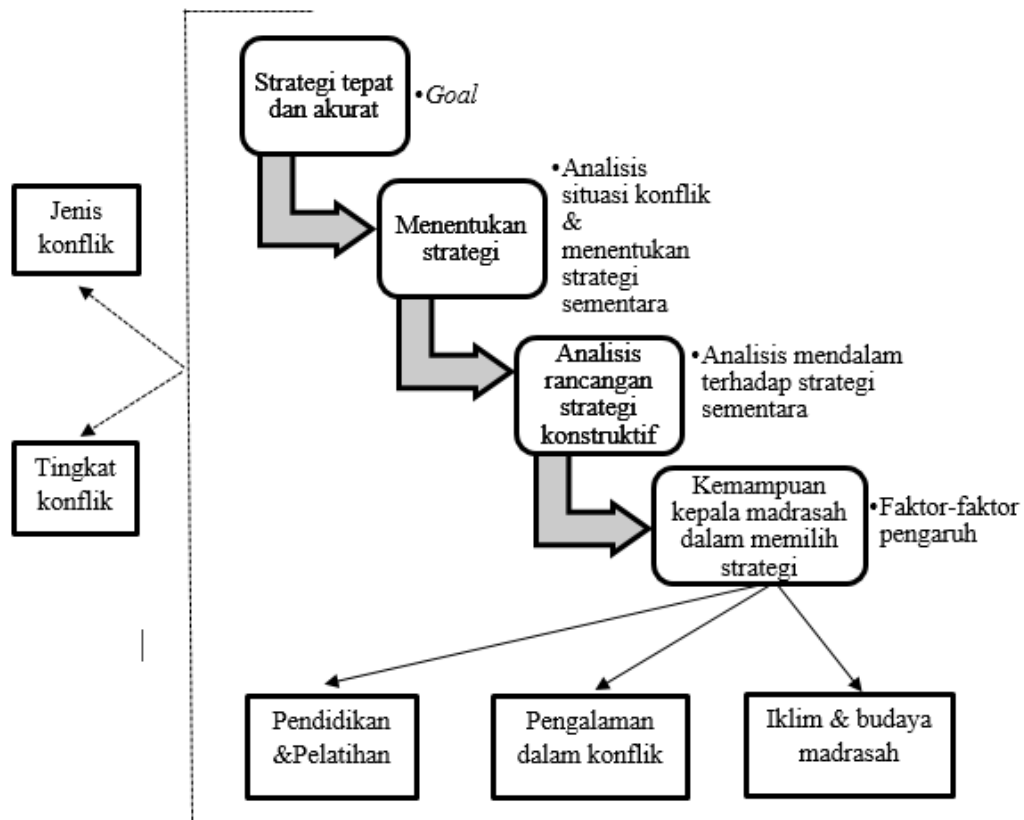 Strategi tepat
dan akurat
•Goal
Menentukan
strategi
•Analisis
situasi konflik
&
menentukan
strategi
sementara
Analisis
rancangan
strategi
konstruktif
•Analisis mendalam
terhadap strategi
sementara
Kemampuan
kepala madrasah
dalam memilih
strategi
•Faktor-faktor
pengaruh
Jenis
konflik
Tingkat
konflik
Pendidikan
&Pelatihan
Pengalaman
dalam konflik
Iklim & budaya
madrasah